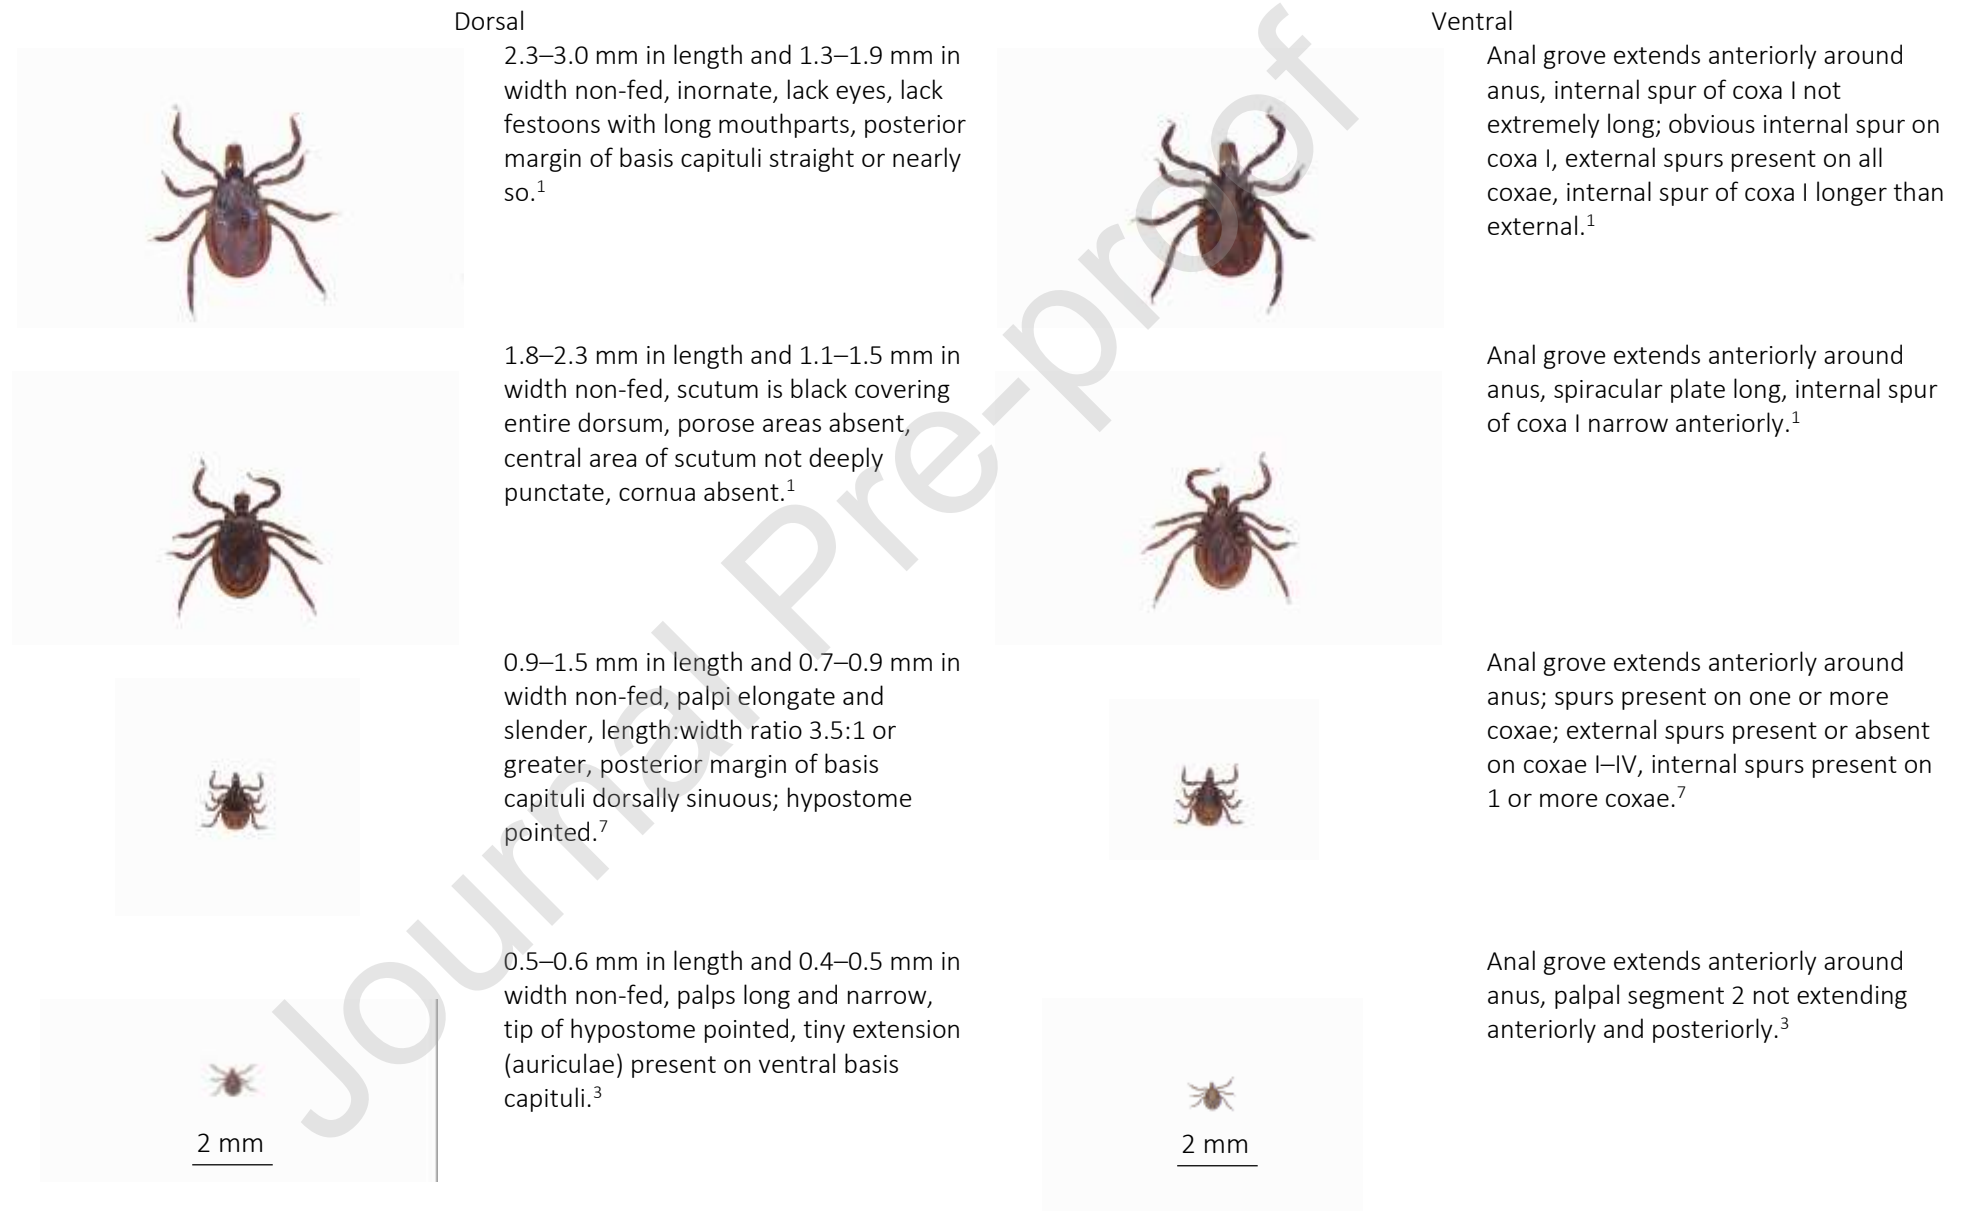 Dorsal
Ventral
2.3–3.0 mm in length and 1.3–1.9 mm in
width non-fed, inornate, lack eyes, lack
festoons with long mouthparts, posterior
margin of basis capituli straight or nearly
so.1
Anal grove extends anteriorly around
anus, internal spur of coxa I not
extremely long; obvious internal spur on
coxa I, external spurs present on all
coxae, internal spur of coxa I longer than
external.1
1.8–2.3 mm in length and 1.1–1.5 mm in
width non-fed, scutum is black covering
entire dorsum, porose areas absent,
central area of scutum not deeply
punctate, cornua absent.1
Anal grove extends anteriorly around
anus, spiracular plate long, internal spur
of coxa I narrow anteriorly.1
0.9–1.5 mm in length and 0.7–0.9 mm in
width non-fed, palpi elongate and
slender, length:width ratio 3.5:1 or
greater, posterior margin of basis
capituli dorsally sinuous; hypostome
pointed.7
Anal grove extends anteriorly around
anus; spurs present on one or more
coxae; external spurs present or absent
on coxae I–IV, internal spurs present on
1 or more coxae.7
0.5–0.6 mm in length and 0.4–0.5 mm in
width non-fed, palps long and narrow,
tip of hypostome pointed, tiny extension
(auriculae) present on ventral basis
capituli.3
Anal grove extends anteriorly around
anus, palpal segment 2 not extending
anteriorly and posteriorly.3
2 mm
2 mm
Journal Pre-proof